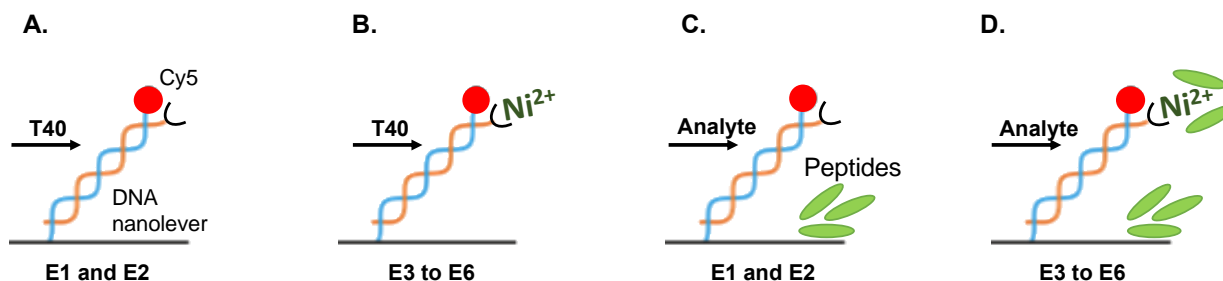 A.
Cy5
T40
DNA
nanolever
E1 and E2
B.
Ni²⁺
T40
E3 to E6
C.
Analyte
Peptides
E1 and E2
D.
Ni²⁺
Analyte
E3 to E6